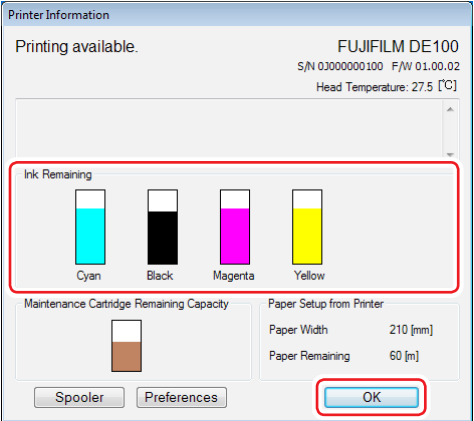 Printer Information
Printing available.
FUJIFILM DE100
S/N 0J000000100 F/W 01.00.02
Head Temperature: 27.5 [°C]
Ink Remaining
Cyan Black Magenta Yellow
Maintenance Cartridge Remaining Capacity
Paper Setup from Printer
Paper Width 210 [mm]
Paper Remaining 60 [m]
Spooler Preferences OK